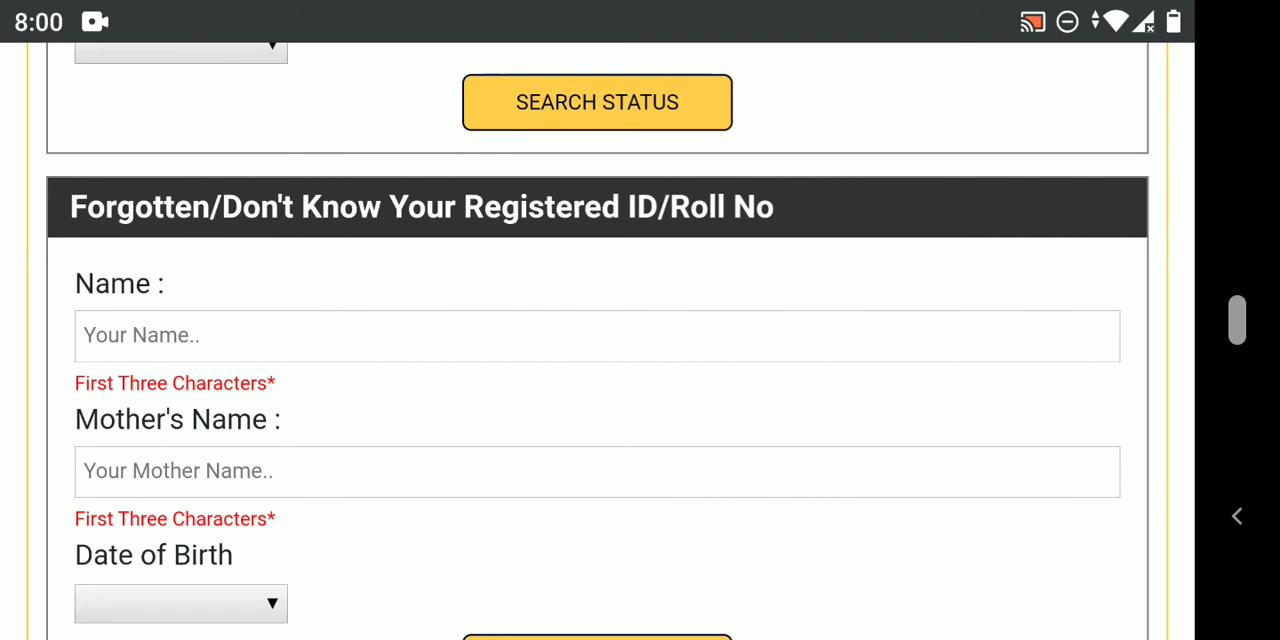 8:00
SEARCH STATUS
Forgotten/Don't Know Your Registered ID/Roll No
Name :
Your Name..
First Three Characters*
Mother's Name :
Your Mother Name..
First Three Characters*
Date of Birth